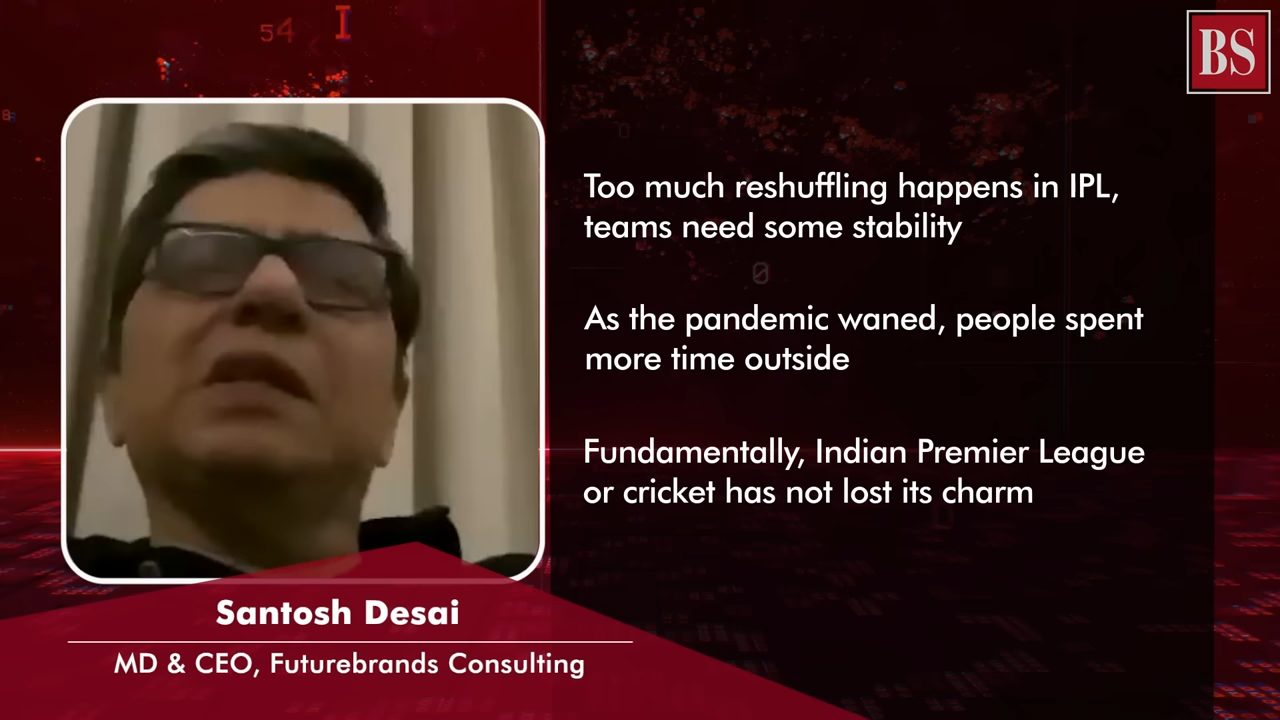 54 I
BS
Too much reshuffling happens in IPL,
teams need some stability
As the pandemic waned, people spent
more time outside
Fundamentally, Indian Premier League
or cricket has not lost its charm
Santosh Desai
MD & CEO, Futurebrands Consulting